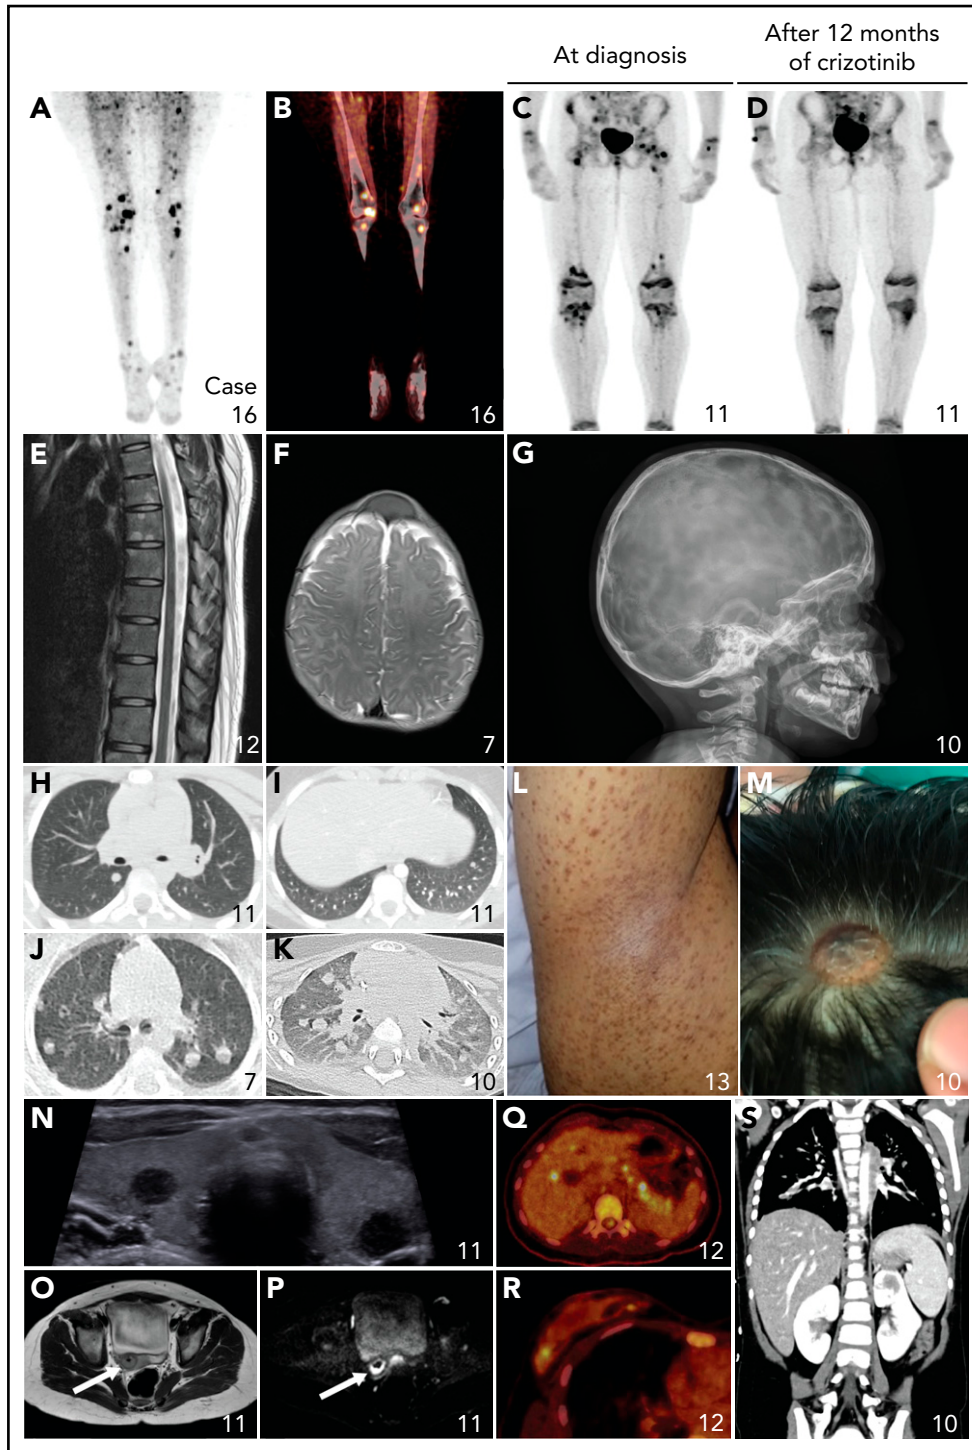 At diagnosis
After 12 months
of crizotinib
A
B
C
D
Case
16
16
11
11
E
F
G
12
7
10
H
I
L
M
11
11
J
K
7
10
13
10
N
Q
S
11
12
O
P
R
11
11
12
10